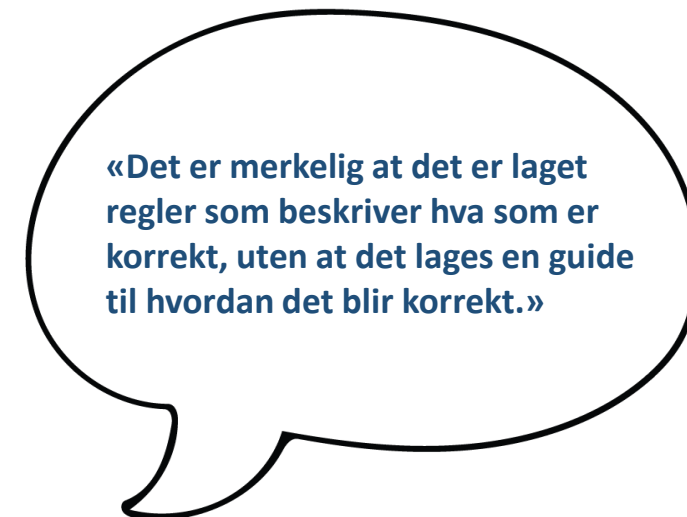 «Det er merkelig at det er laget
regler som beskriver hva som er
korrekt, uten at det lages en guide
til hvordan det blir korrekt.»